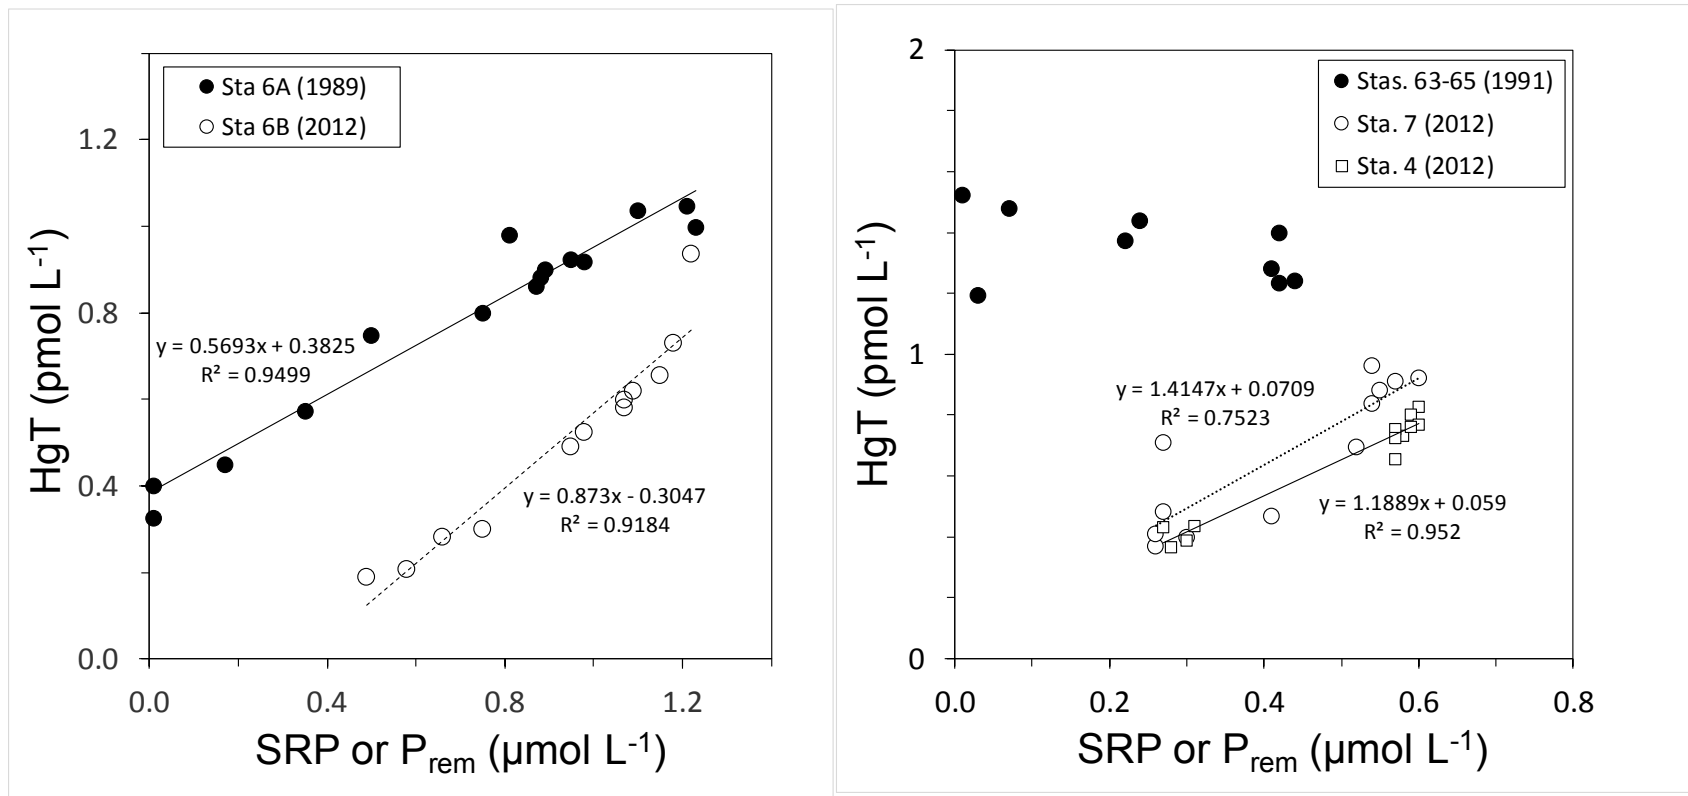 Sta 6A (1989)
Sta 6B (2012)
1.2
0.8
0.4
0.0
HgT (pmol L-1)
y = 0.5693x + 0.3825
R² = 0.9499
y = 0.873x - 0.3047
R² = 0.9184
0.0 0.4 0.8 1.2
SRP or Prem (µmol L-1)
Stas. 63-65 (1991)
Sta. 7 (2012)
Sta. 4 (2012)
2
1
0
HgT (pmol L-1)
y = 1.4147x + 0.0709
R² = 0.7523
y = 1.1889x + 0.059
R² = 0.952
0.0 0.2 0.4 0.6 0.8
SRP or Prem (µmol L-1)